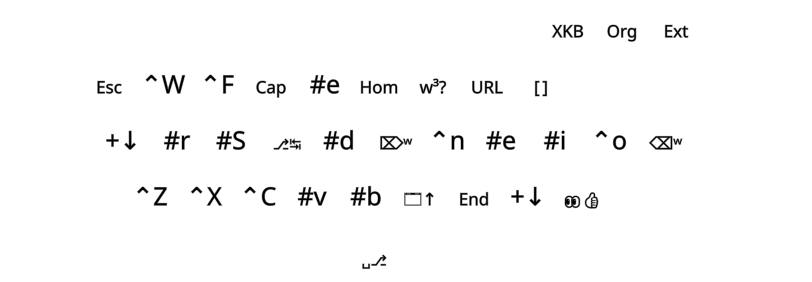 XKB Org Ext
Esc ^W ^F Cap #e Hom w³? URL []
+↓ #r #S ⎇↹ #d ⌦ʷ ^n #e #i ^o ⌫ʷ
^Z ^X ^C #v #b 🗔↑ End +↓ 👀👍
␣⎇